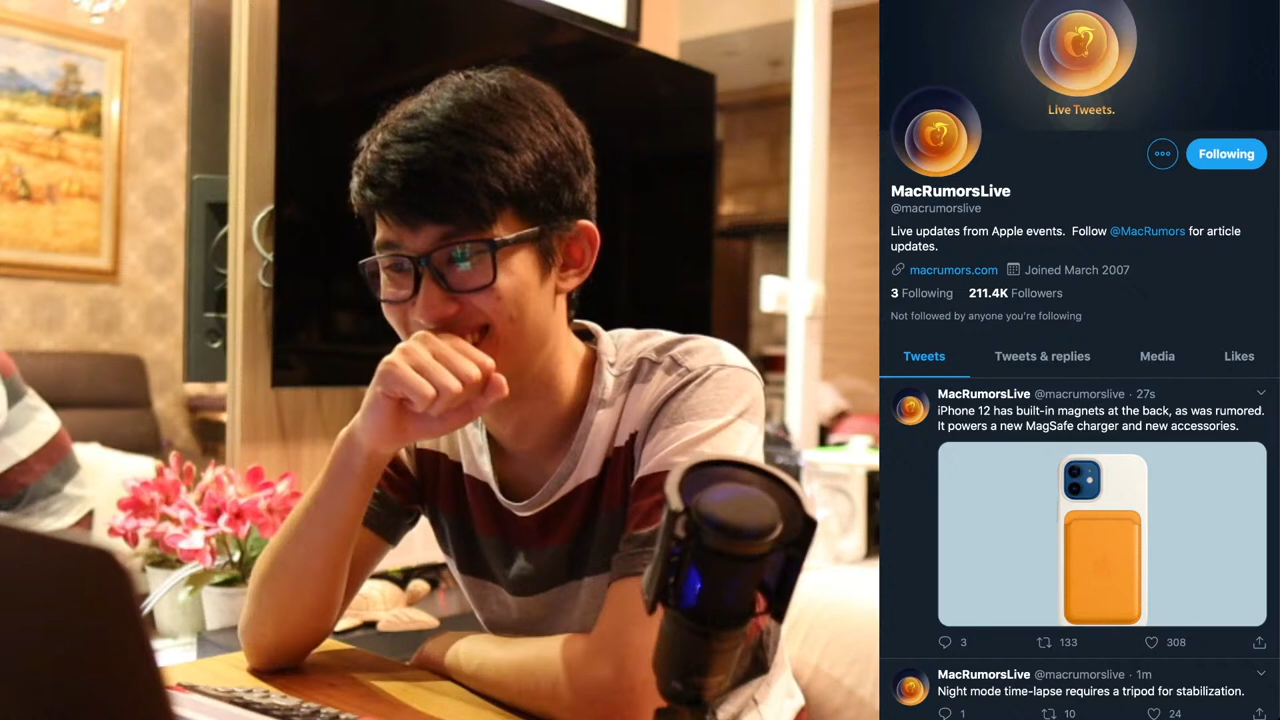 Live Tweets.
Following
MacRumorsLive
@macrumorslive
Live updates from Apple events.  Follow @MacRumors for article
updates.
macrumors.com Joined March 2007
3 Following 211.4K Followers
Not followed by anyone you're following
Tweets Tweets & replies Media Likes
MacRumorsLive @macrumorslive · 27s
iPhone 12 has built-in magnets at the back, as was rumored.
It powers a new MagSafe charger and new accessories.
3 133 308
MacRumorsLive @macrumorslive · 1m
Night mode time-lapse requires a tripod for stabilization.
1 10 24